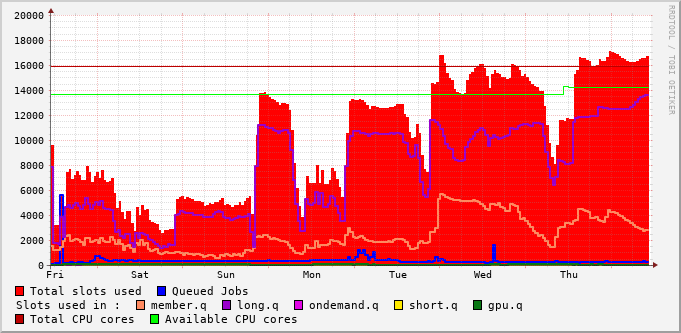 RRDTOOL / TOBI OETIKER
20000
18000
16000
14000
12000
10000
8000
6000
4000
2000
0
Fri Sat Sun Mon Tue Wed Thu
Total slots used Queued Jobs
Slots used in : member.q long.q ondemand.q short.q gpu.q
Total CPU cores Available CPU cores